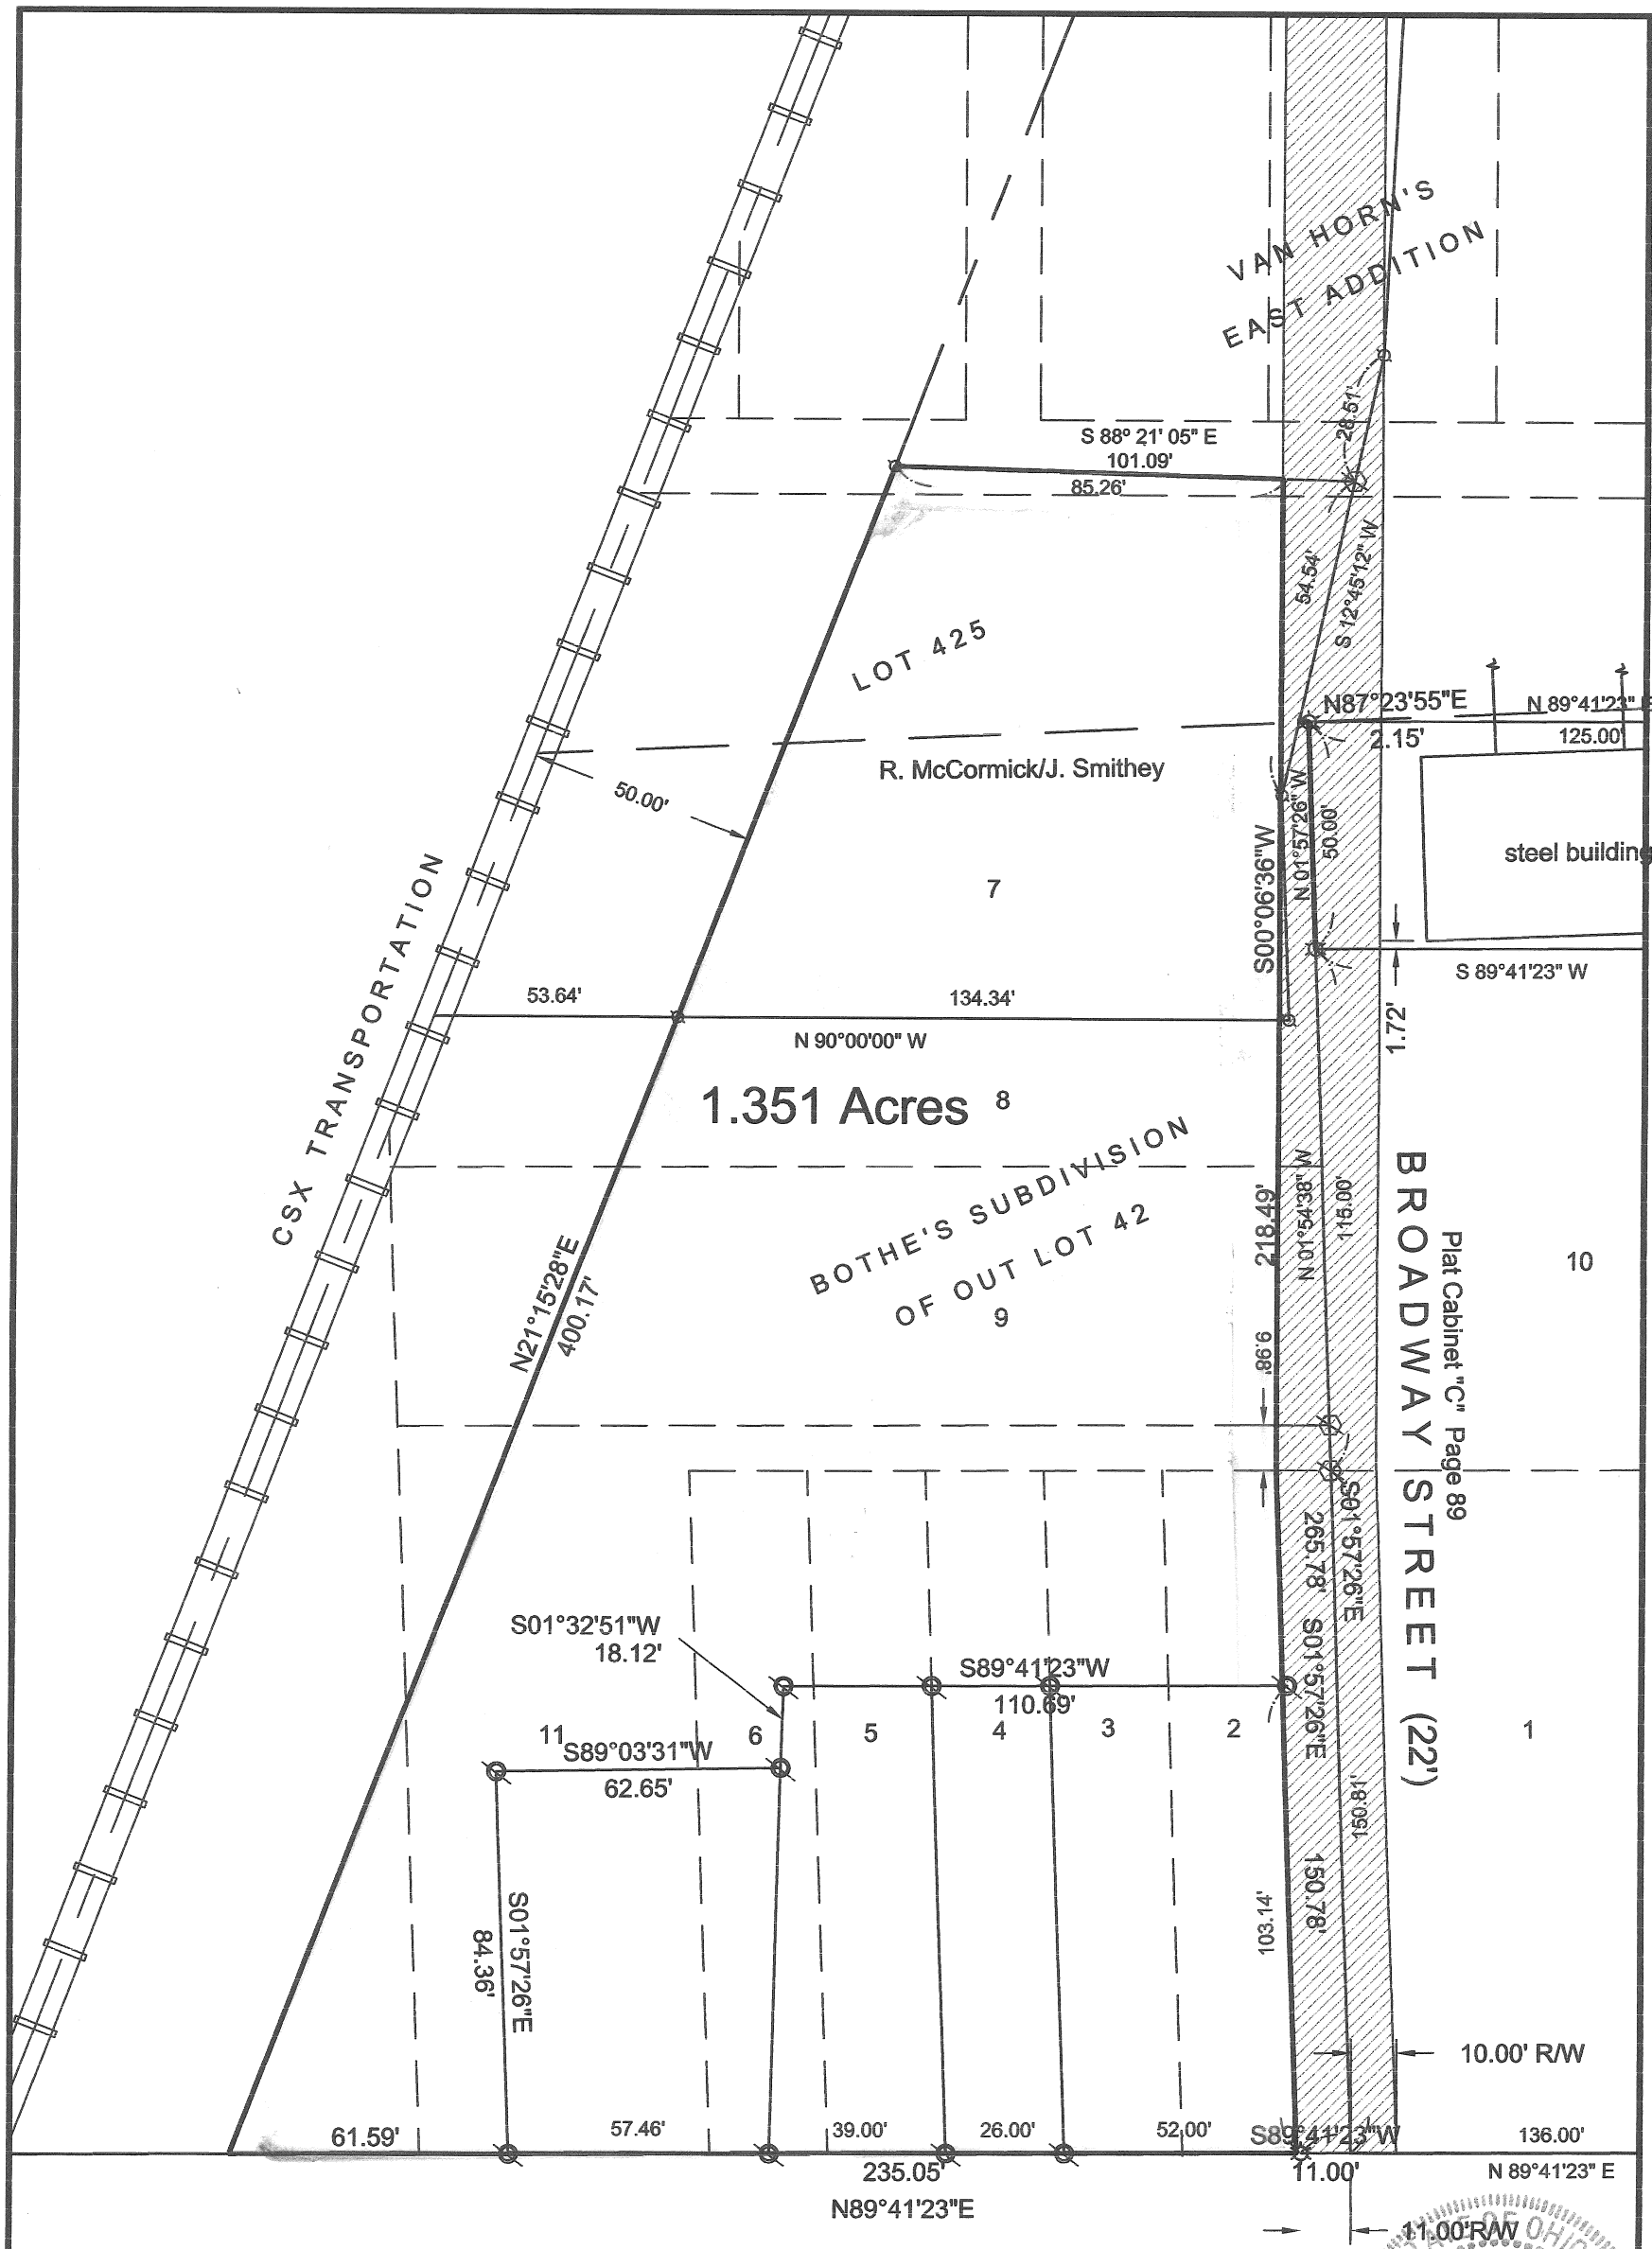 VAN HORN'S
EAST ADDITION
28.51'
S 88° 21' 05" E
101.09'
85.26'
54.54'
S 12°45'12" W
LOT 425
N87°23'55"E
2.15'
N 89°41'23" E
125.00'
R. McCormick/J. Smithey
50.00'
N 01°57'26" W
50.00'
steel building
S00°06'36"W
7
CSX TRANSPORTATION
53.64'
134.34'
N 90°00'00" W
S 89°41'23" W
1.72'
1.351 Acres
8
BOTHE'S SUBDIVISION
OF OUT LOT 42
9
218.49'
N 01°54'38" W
115.00'
BROADWAY STREET (22')
Plat Cabinet "C" Page 89
10
N21°15'28"E
400.17'
9.98'
S01°57'26"E
265.78' S01°57'26"E
150.78'
150.81'
S01°32'51"W
18.12'
S89°41'23"W
110.69'
11
6
5
4
3
2
1
S89°03'31"W
62.65'
S01°57'26"E
84.36'
103.14'
10.00' R/W
61.59'
57.46'
39.00'
26.00'
52.00'
S89°41'23"W
11.00'
136.00'
N 89°41'23" E
235.05'
N89°41'23"E
11.00'R/W
STATE OF OHIO